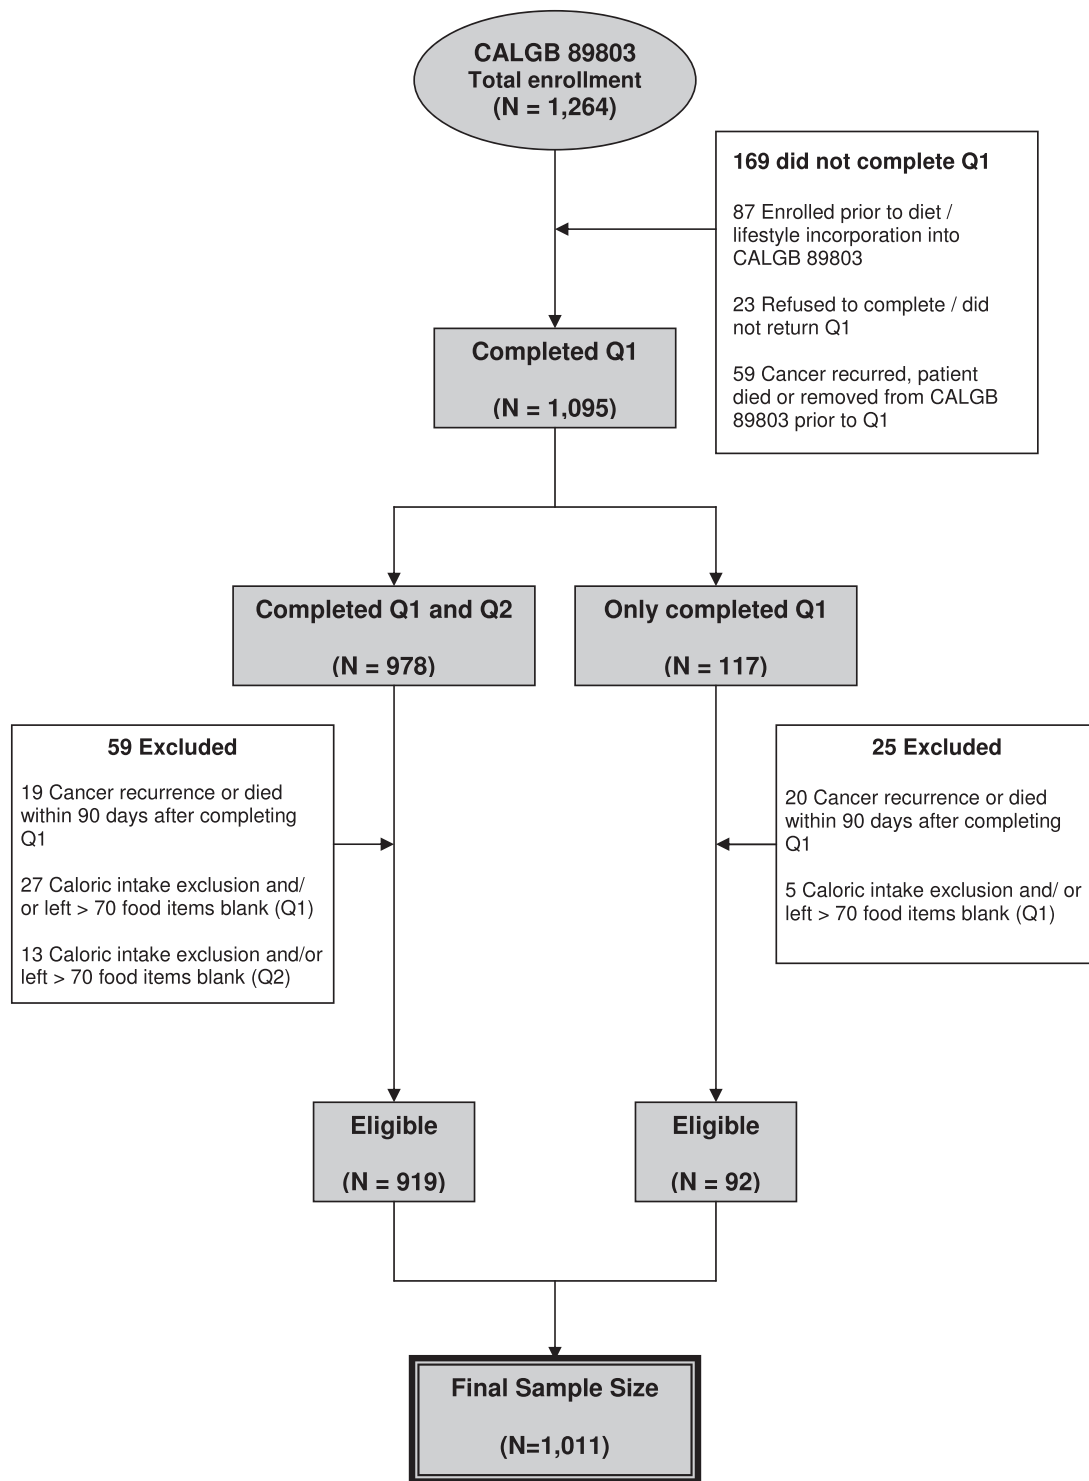 CALGB 89803
Total enrollment
(N = 1,264)
169 did not complete Q1
87 Enrolled prior to diet /
lifestyle incorporation into
CALGB 89803
23 Refused to complete / did
not return Q1
59 Cancer recurred, patient
died or removed from CALGB
89803 prior to Q1
Completed Q1
(N = 1,095)
Completed Q1 and Q2
(N = 978)
Only completed Q1
(N = 117)
59 Excluded
19 Cancer recurrence or died
within 90 days after completing
Q1
27 Caloric intake exclusion and/
or left > 70 food items blank (Q1)
13 Caloric intake exclusion and/or
left > 70 food items blank (Q2)
25 Excluded
20 Cancer recurrence or died
within 90 days after completing
Q1
5 Caloric intake exclusion and/ or
left > 70 food items blank (Q1)
Eligible
(N = 919)
Eligible
(N = 92)
Final Sample Size
(N=1,011)